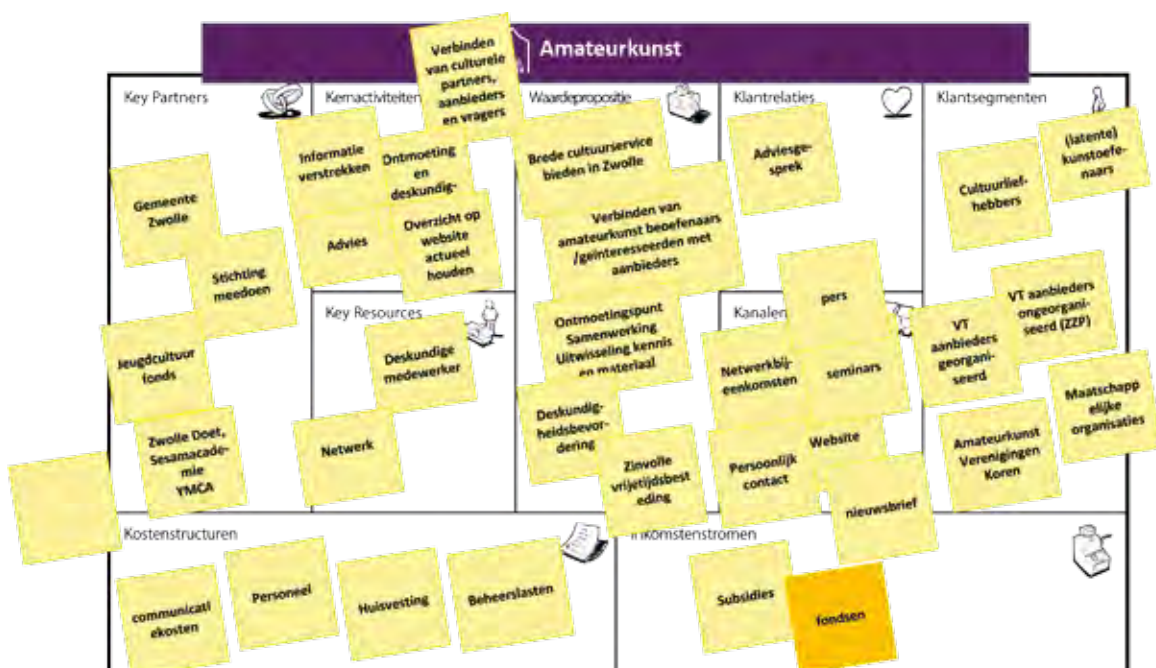 Amateurkunst
Key Partners
Gemeente
Zwolle
Stichting
meedoen
Jeugdcultuur
fonds
Zwolle Doet,
Sesamacade-
mie
YMCA
Kernactiviteiten
Verbinden
van culturele
partners,
aanbieders
en vragers
Informatie
verstrekken
Ontmoeting
en
deskundig-
Advies
Overzicht op
website
actueel
houden
Key Resources
Deskundige
medewerker
Netwerk
Waardepropositie
Brede cultuurservice
bieden in Zwolle
Verbinden van
amateurkunst beoefenaars
/geinteresseerden met
aanbieders
Ontmoetingspunt
Samenwerking
Uitwisseling kennis
en materiaal
Deskundig-
heidsbevor-
dering
Zinvolle
vrijetijdsbest
eding
Klantrelaties
Adviesge-
sprek
Kanalen
pers
Netwerkbij-
eenkomsten
seminars
Persoonlijk
contact
Website
nieuwsbrief
Klantsegmenten
(latente)
kunstoefe-
naars
Cultuurlief-
hebbers
VT aanbieders
ongeorgani-
seerd (ZZP)
VT
aanbieders
georgani-
seerd
Maatschapp
elijke
organisaties
Amateurkunst
Verenigingen
Koren
Kostenstructuren
communicati
ekosten
Personeel
Huisvesting
Beheerslasten
Inkomstenstromen
Subsidies
fondsen